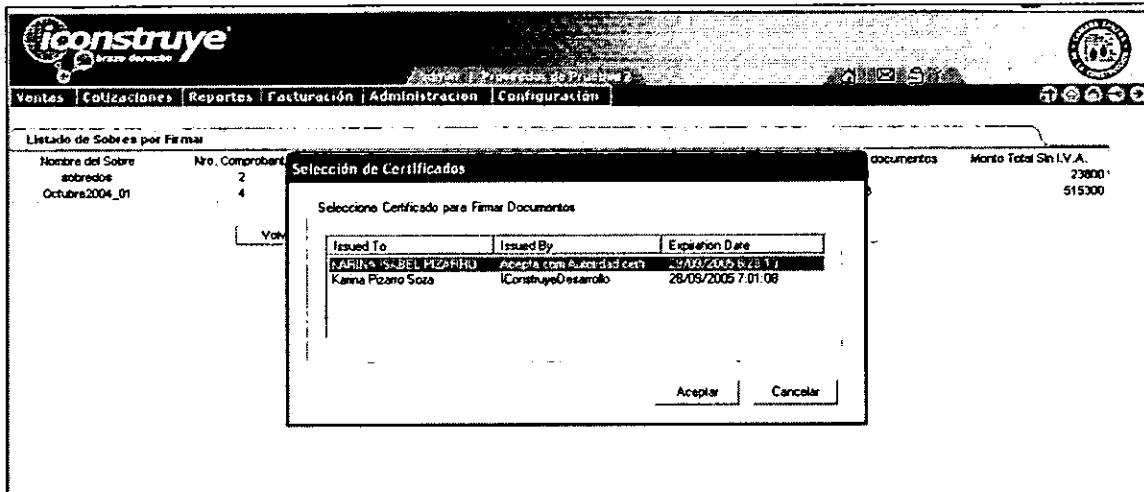 iconstruye
brazo derecho
Ventas | Cotizaciones | Reportes | Facturación | Administracion | Configuración
Listado de Sobres por Firmar
Nombre del Sobre Nro. Comprobant documentos Monto Total Sin I.V.A.
sobredos 2 23800
Octubre2004_01 4 515300
Volv
Selección de Certificados
Seleccione Certificado para Firmar Documentos
Issued To Issued By Expiration Date
KARINA ISABEL PIZARRO Acepta com Autoridad certi
Karina Pizarro Soza IConstruyeDesarrollo 28/09/2005 7:01:08
Aceptar Cancelar